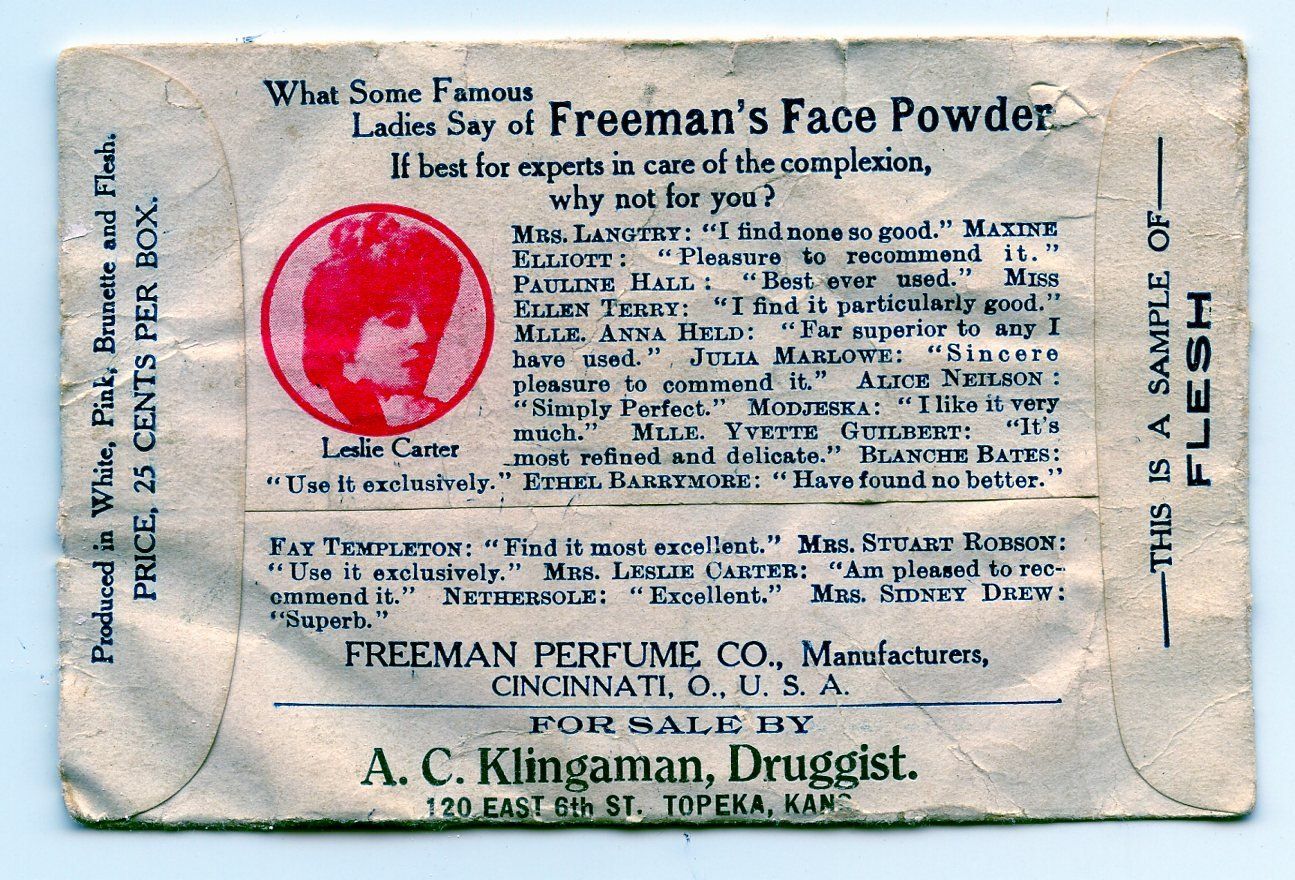 What Some Famous
Ladies Say of Freeman's Face Powder
If best for experts in care of the complexion,
why not for you?
MRS. LANGTRY: "I find none so good." MAXINE
ELLIOTT: "Pleasure to recommend it."
PAULINE HALL: "Best ever used." MISS
ELLEN TERRY: "I find it particularly good."
MLLE. ANNA HELD: "Far superior to any I
have used." JULIA MARLOWE: "Sincere
pleasure to commend it." ALICE NEILSON:
"Simply Perfect." MODJESKA: "I like it very
much." MLLE. YVETTE GUILBERT: "It's
most refined and delicate." BLANCHE BATES:
"Use it exclusively." ETHEL BARRYMORE: "Have found no better."
Leslie Carter
FAY TEMPLETON: "Find it most excellent." MRS. STUART ROBSON:
"Use it exclusively." MRS. LESLIE CARTER: "Am pleased to rec-
ommend it." NETHERSOLE: "Excellent." MRS. SIDNEY DREW:
"Superb."
FREEMAN PERFUME CO., Manufacturers,
CINCINNATI, O., U. S. A.
FOR SALE BY
A. C. Klingaman, Druggist.
120 EAST 6th ST. TOPEKA, KANS
Produced in White, Pink, Brunette and Flesh.
PRICE, 25 CENTS PER BOX.
—THIS IS A SAMPLE OF—
FLESH